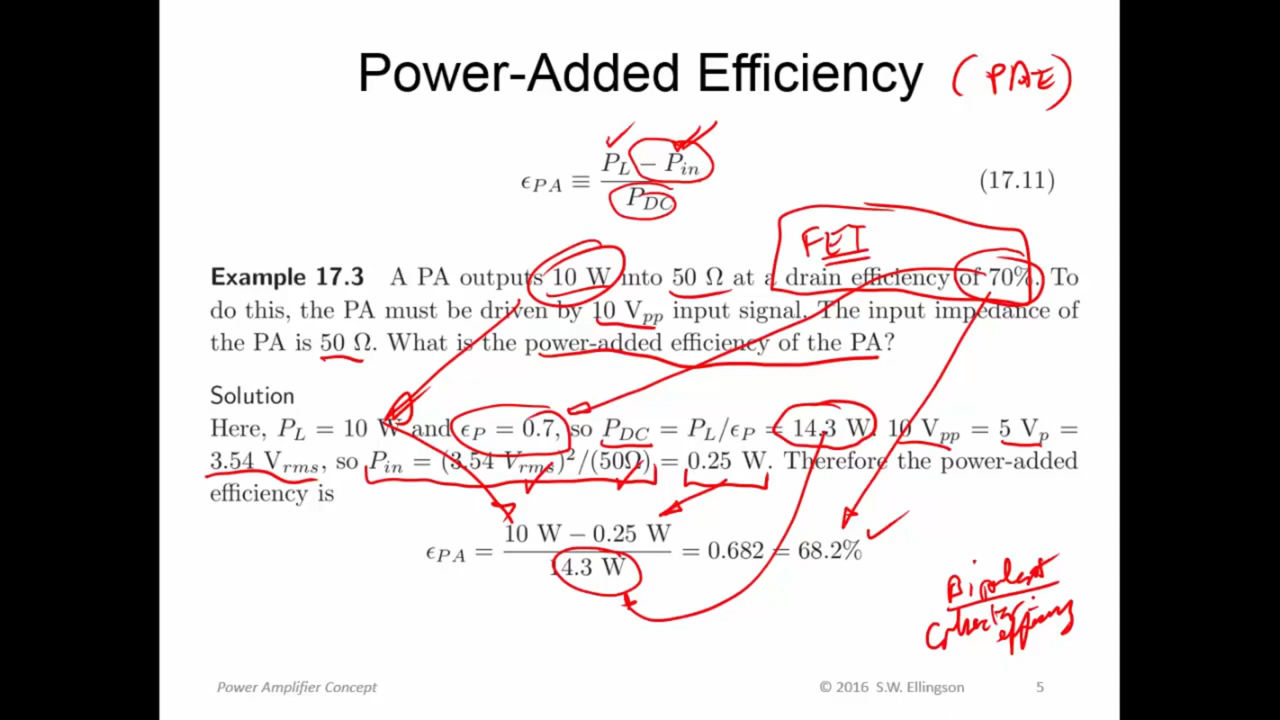 Power-Added Efficiency (PAE)
ϵ_PA ≡ (P_L − P_in) / P_DC (17.11)
FET
Example 17.3 A PA outputs 10 W into 50 Ω at a drain efficiency of 70%. To
do this, the PA must be driven by 10 V_pp input signal. The input impedance of
the PA is 50 Ω. What is the power-added efficiency of the PA?
Solution
Here, P_L = 10 W and ϵ_P = 0.7, so P_DC = P_L/ϵ_P = 14.3 W. 10 V_pp = 5 V_p =
3.54 V_rms, so P_in = (3.54 V_rms)²/(50Ω) = 0.25 W. Therefore the power-added
efficiency is
ϵ_PA = (10 W − 0.25 W) / 14.3 W = 0.682 = 68.2%
Collector
efficiency
Power Amplifier Concept © 2016 S.W. Ellingson 5